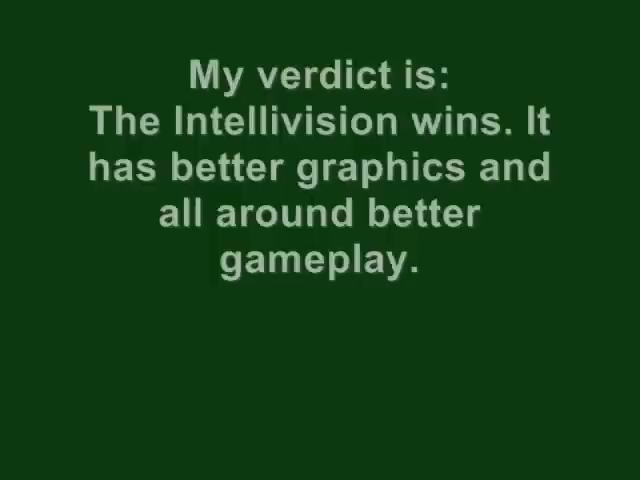 My verdict is:
The Intellivision wins. It
has better graphics and
all around better
gameplay.